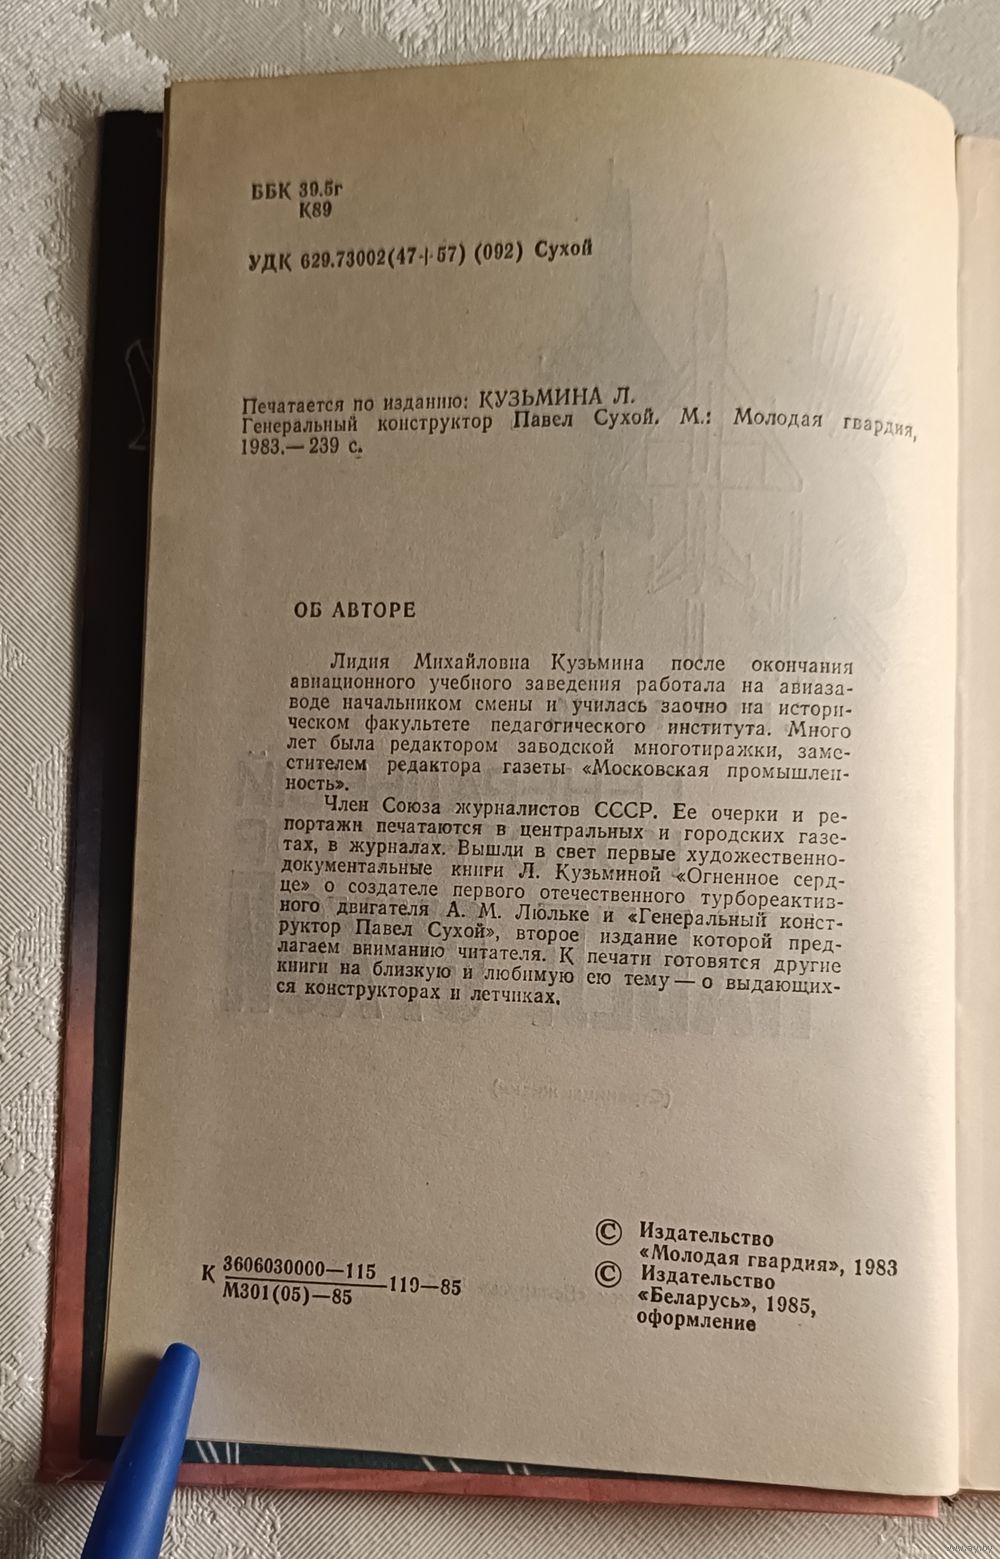 ББК 39.5г
К89
УДК 629.73002(47+57) (092) Сухой
Печатается по изданию: КУЗЬМИНА Л.
Генеральный конструктор Павел Сухой. М.: Молодая гвардия,
1983.— 239 с.
ОБ АВТОРЕ
Лидия Михайловна Кузьмина после окончания
авиационного учебного заведения работала на авиаза-
воде начальником смены и училась заочно на истори-
ческом факультете педагогического института. Много
лет была редактором заводской многотиражки, заме-
стителем редактора газеты «Московская промышлен-
ность».
Член Союза журналистов СССР. Ее очерки и ре-
портажи печатаются в центральных и городских газе-
тах, в журналах. Вышли в свет первые художественно-
документальные книги Л. Кузьминой «Огненное серд-
це» о создателе первого отечественного турбореактив-
ного двигателя А. М. Люльке и «Генеральный конст-
руктор Павел Сухой», второе издание которой пред-
лагаем вниманию читателя. К печати готовятся другие
книги на близкую и любимую ею тему — о выдающих-
ся конструкторах и летчиках.
К 3606030000—115
М301(05)—85
119—85
© Издательство
«Молодая гвардия», 1983
© Издательство
«Беларусь», 1985,
оформление